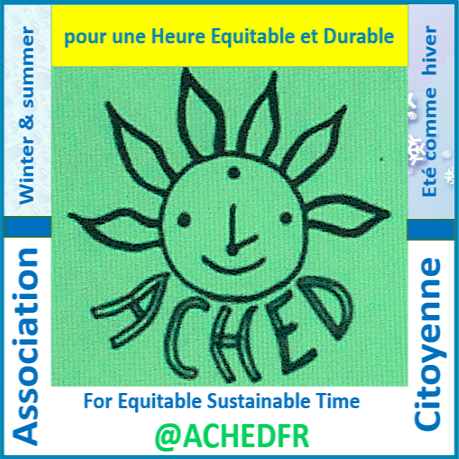 pour une Heure Equitable et Durable
Winter & summer
Eté comme hiver
ACHED
Association
Citoyenne
For Equitable Sustainable Time
@ACHEDFR